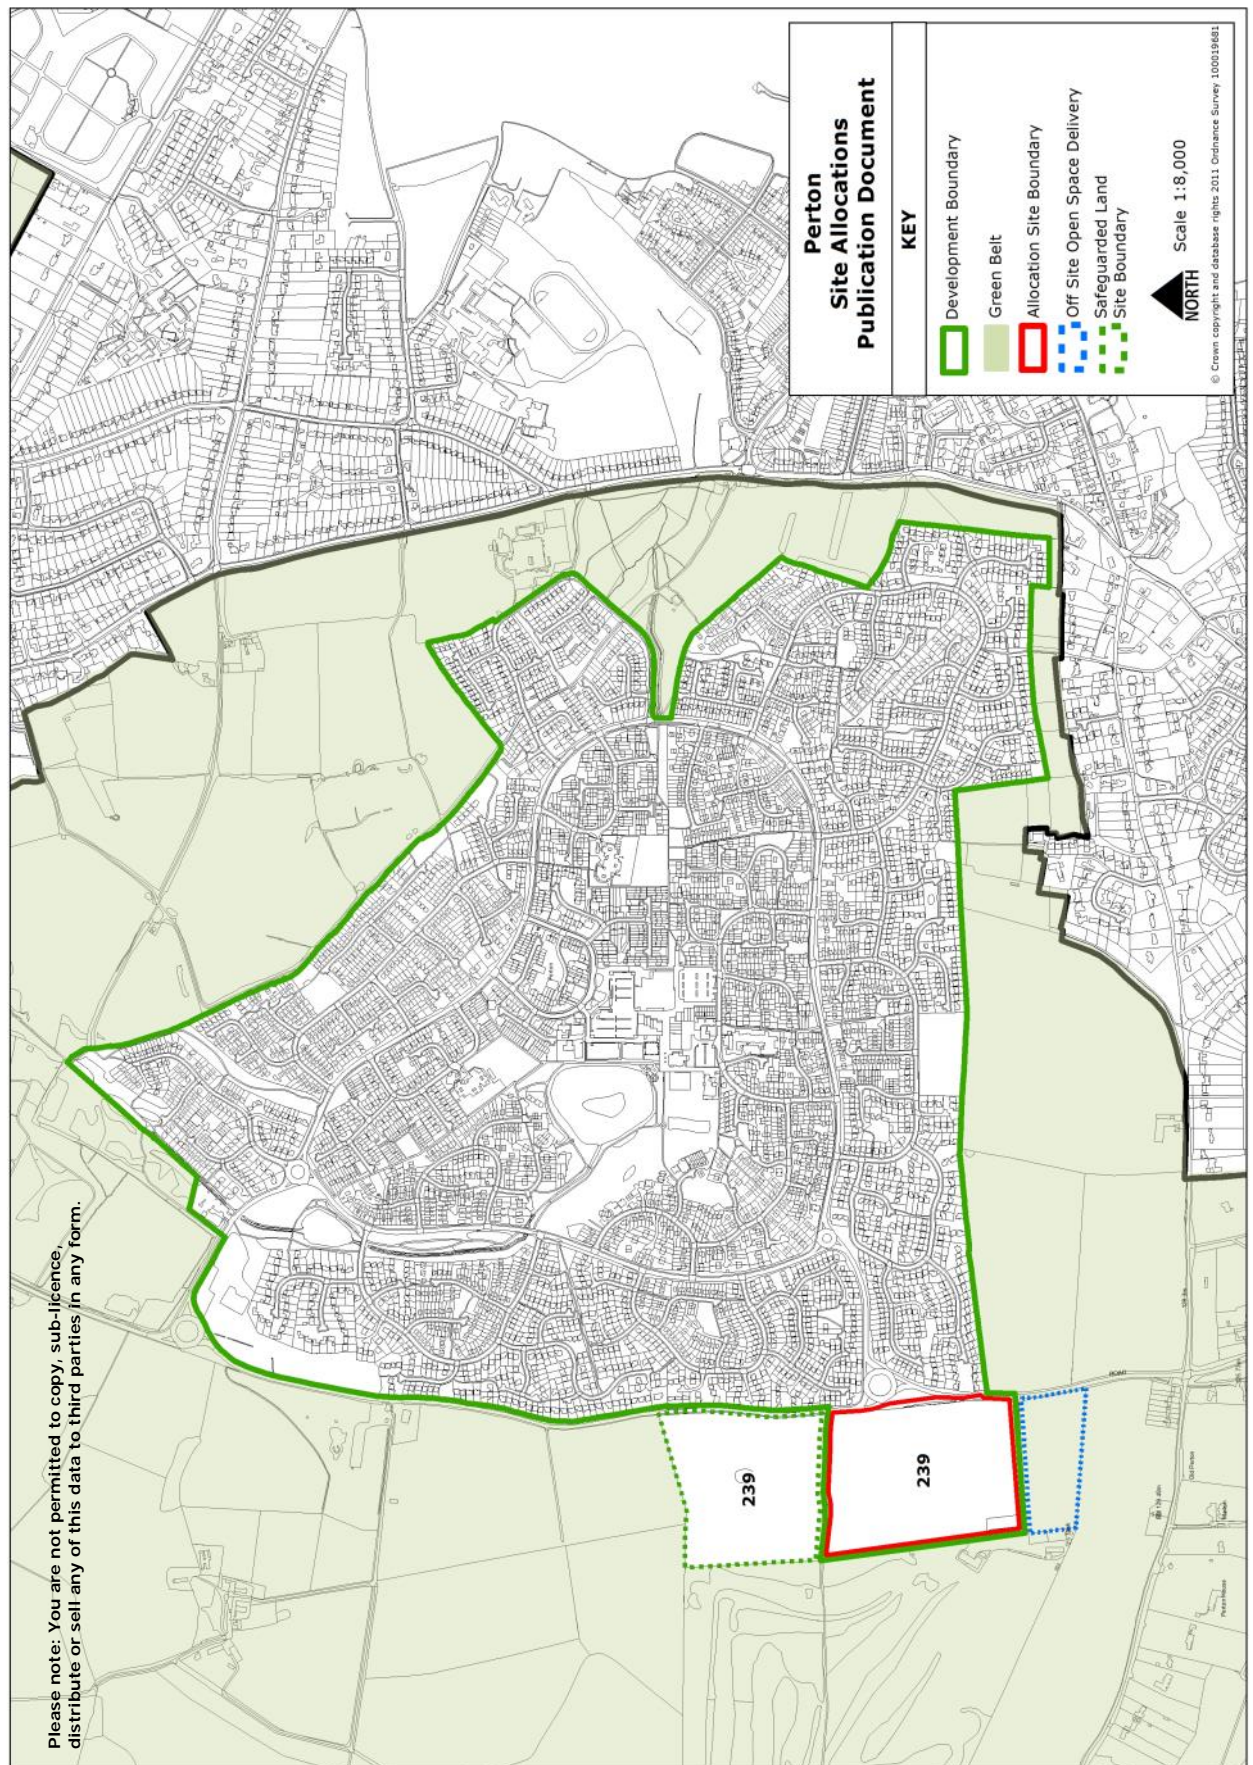 Please note: You are not permitted to copy, sub-licence,
distribute or sell any of this data to third parties in any form.
239
239
Perton
Site Allocations
Publication Document
KEY
Development Boundary
Green Belt
Allocation Site Boundary
Off Site Open Space Delivery
Safeguarded Land
Site Boundary
NORTH
Scale 1:8,000
© Crown copyright and database rights 2011 Ordnance Survey 100019681